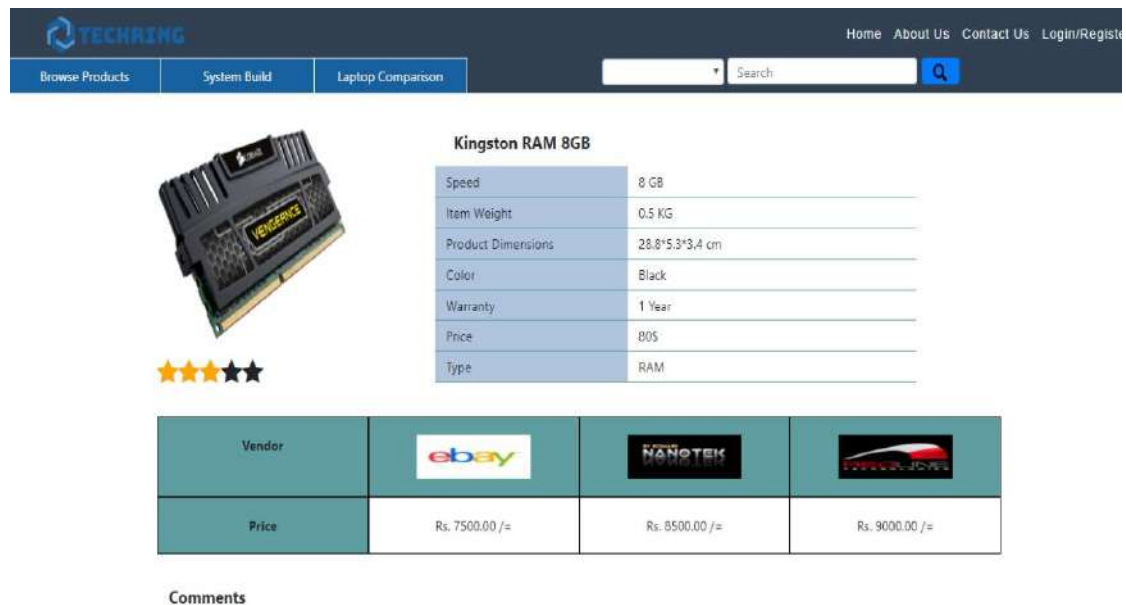 TECHRING
Home About Us Contact Us Login/Registe
Browse Products System Build Laptop Comparison Search
Kingston RAM 8GB
Speed 8 GB
Item Weight 0.5 KG
Product Dimensions 28.8*5.3*3.4 cm
Color Black
Warranty 1 Year
Price 80$
Type RAM
VENGEANCE
Vendor ebay NANOTEK REDLINE
Price Rs. 7500.00 /= Rs. 8500.00 /= Rs. 9000.00 /=
Comments